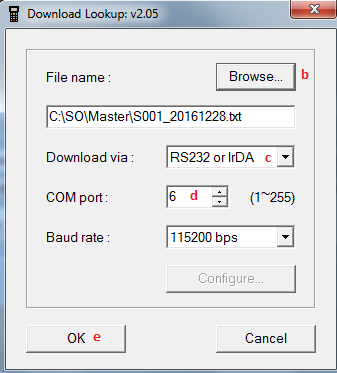 Download Lookup: v2.05
File name :
Browse... b
C:\SO\Master\S001_20161228.txt
Download via : RS232 or IrDA c
COM port : 6 d (1~255)
Baud rate : 115200 bps
Configure...
OK e Cancel